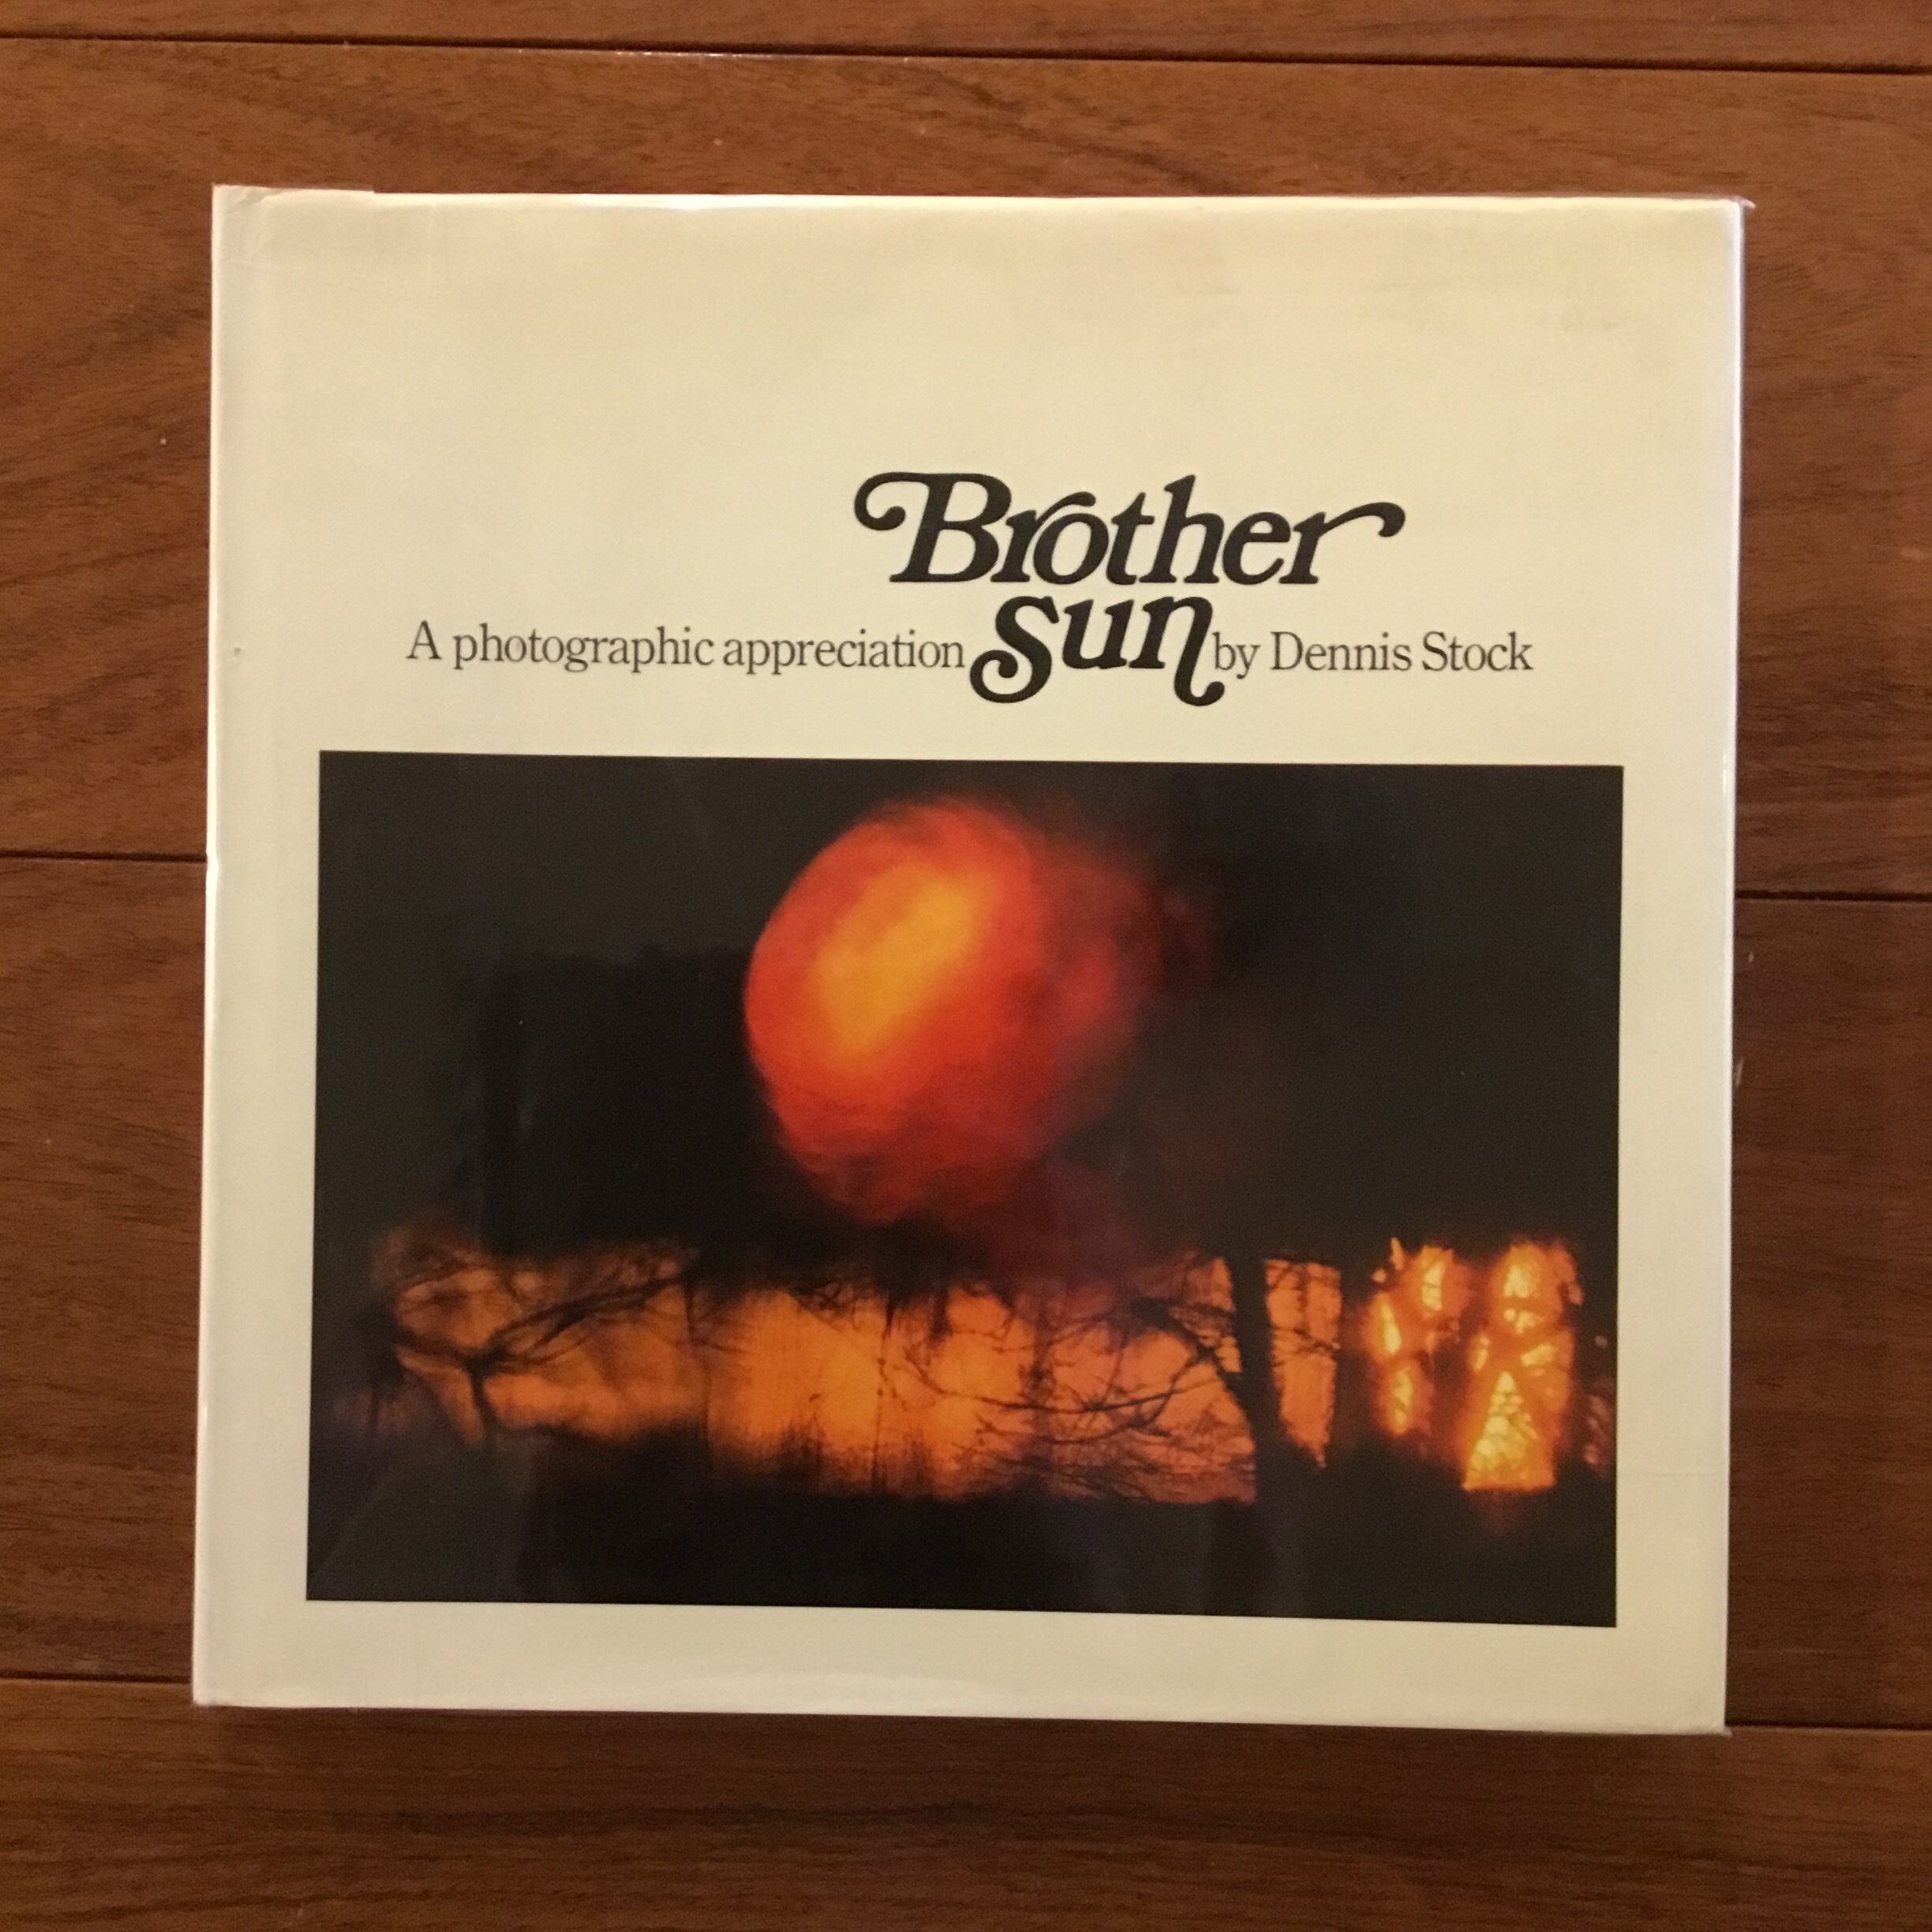 Brother
A photographic appreciation sun by Dennis Stock